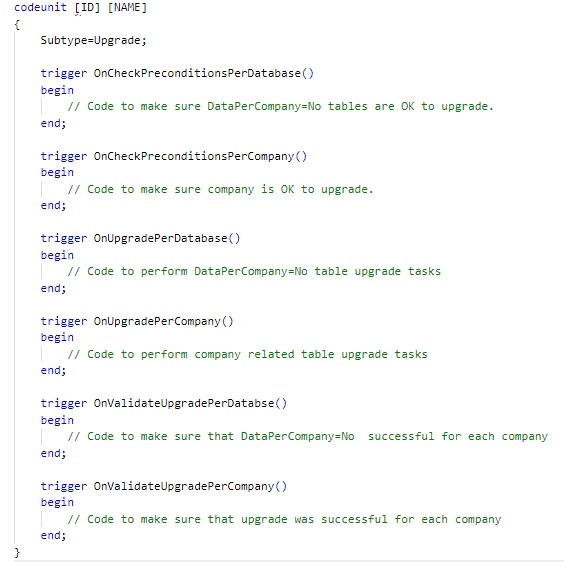 codeunit [ID] [NAME]
{
    Subtype=Upgrade;

    trigger OnCheckPreconditionsPerDatabase()
    begin
        // Code to make sure DataPerCompany=No tables are OK to upgrade.
    end;

    trigger OnCheckPreconditionsPerCompany()
    begin
        // Code to make sure company is OK to upgrade.
    end;

    trigger OnUpgradePerDatabase()
    begin
        // Code to perform DataPerCompany=No table upgrade tasks
    end;

    trigger OnUpgradePerCompany()
    begin
        // Code to perform company related table upgrade tasks
    end;

    trigger OnValidateUpgradePerDatabse()
    begin
        // Code to make sure that DataPerCompany=No  successful for each company
    end;

    trigger OnValidateUpgradePerCompany()
    begin
        // Code to make sure that upgrade was successful for each company
    end;
}